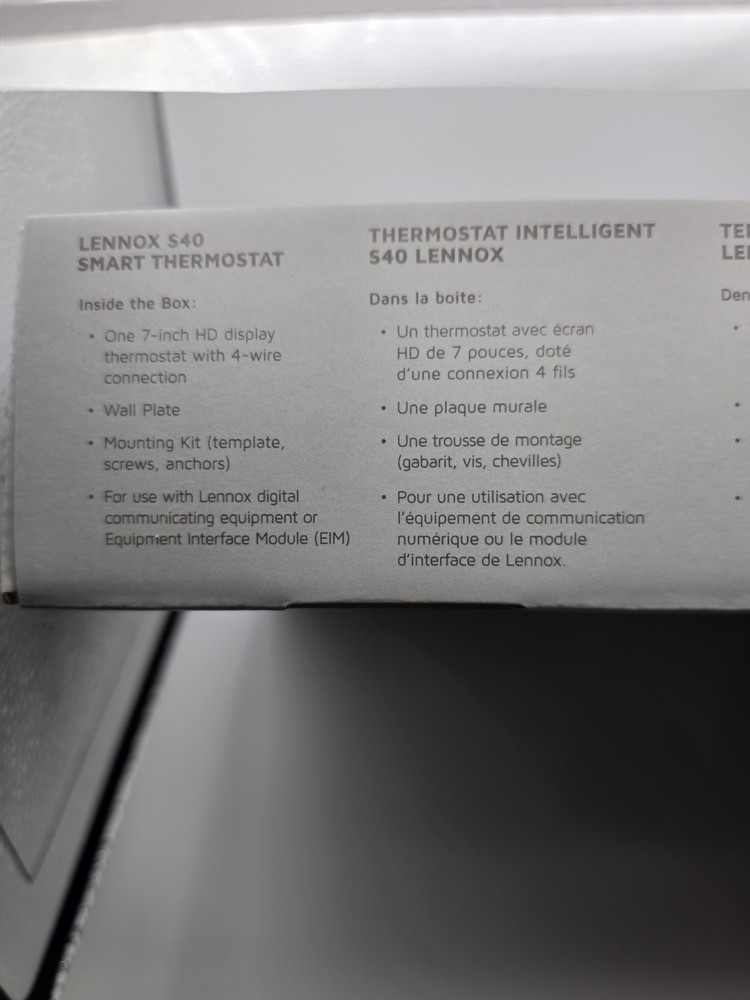 LENNOX S40
SMART THERMOSTAT
Inside the Box:
• One 7-inch HD display
thermostat with 4-wire
connection
• Wall Plate
• Mounting Kit (template,
screws, anchors)
• For use with Lennox digital
communicating equipment or
Equipment Interface Module (EIM)
THERMOSTAT INTELLIGENT
S40 LENNOX
Dans la boite:
• Un thermostat avec écran
HD de 7 pouces, doté
d'une connexion 4 fils
• Une plaque murale
• Une trousse de montage
(gabarit, vis, chevilles)
• Pour une utilisation avec
l'équipement de communication
numérique ou le module
d'interface de Lennox.